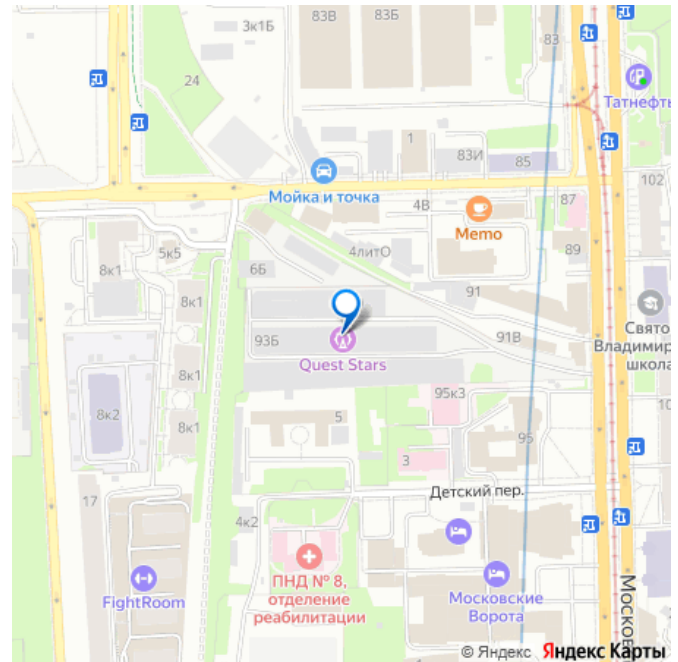 83В
83Б
83
3к1Б
24
Татнефть
1
83И
85
102
Мойка и точка
4В
87
Memo
5к5
8к1
89
4литО
6Б
8к1
91
93Б
91В
Свято
Владимир
школа
Quest Stars
8к1
95к3
8к2
8к1
5
95
10
3
Детский пер.
17
4к2
ПНД № 8,
отделение
реабилитации
FightRoom
Московские
Ворота
Москов
© Яндекс Яндекс Карты